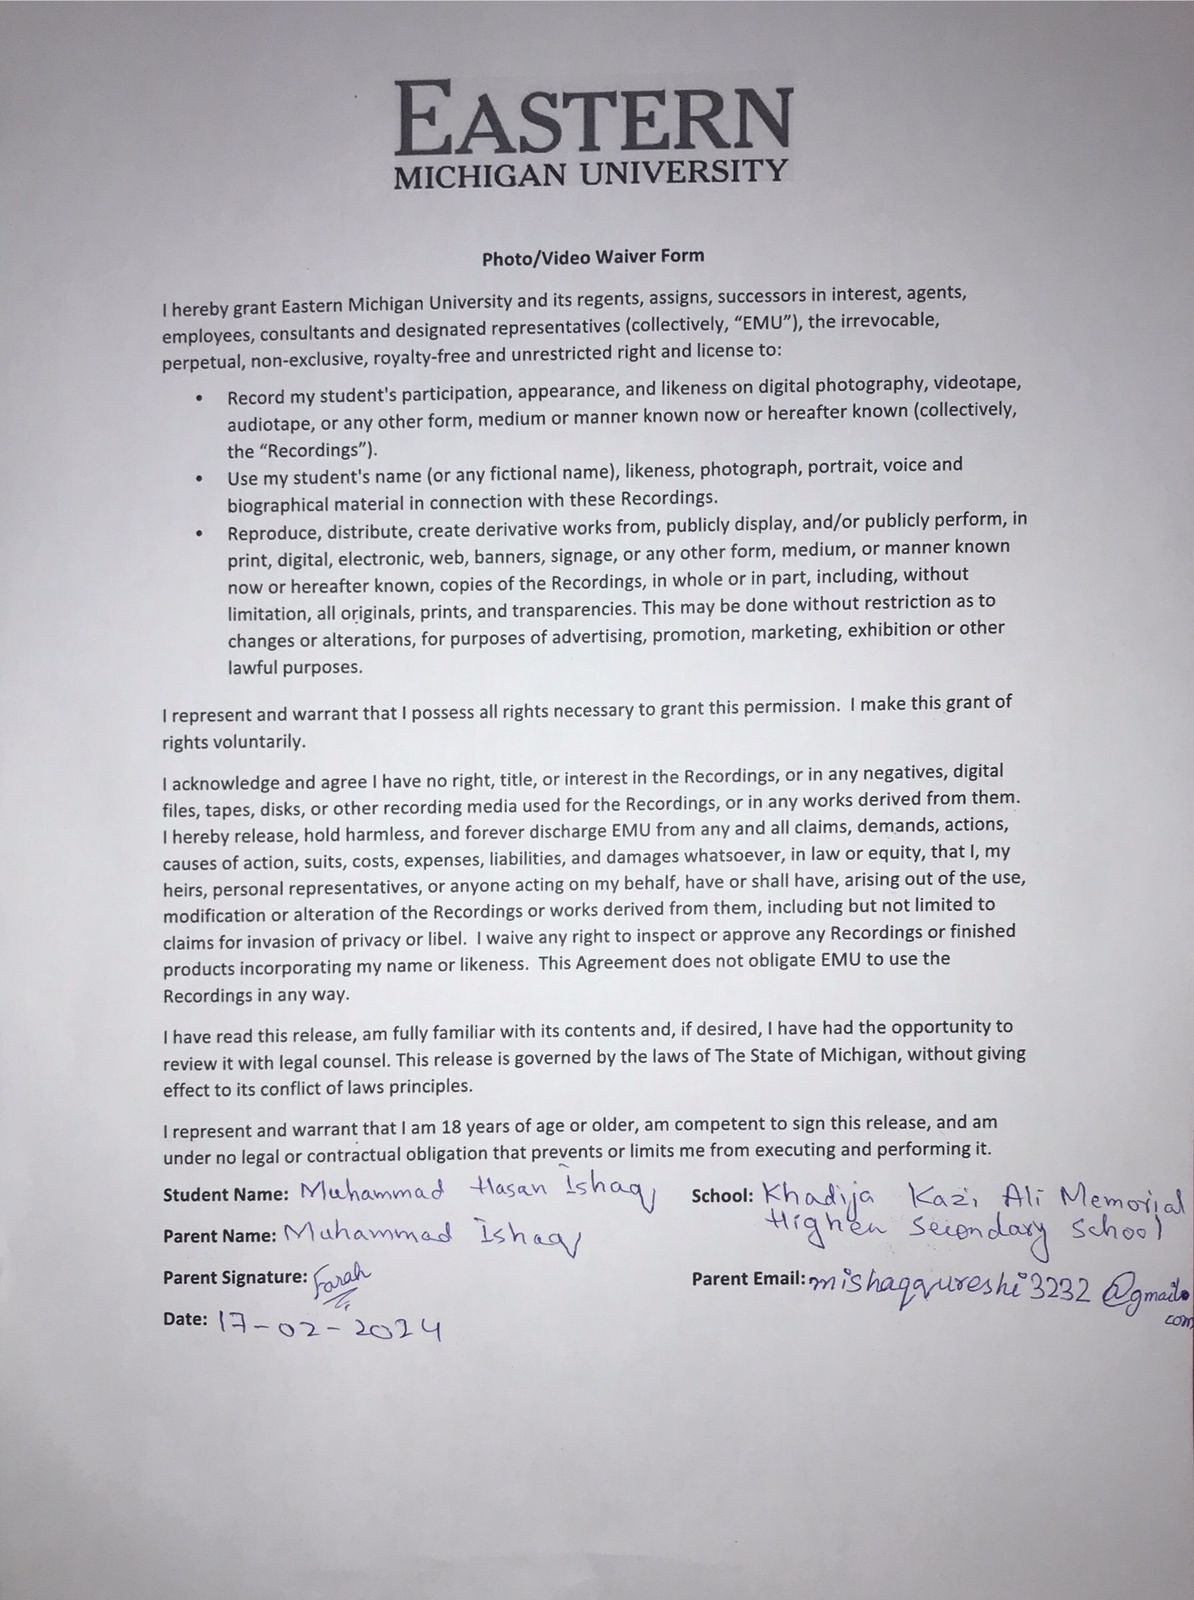 EASTERN
MICHIGAN UNIVERSITY
Photo/Video Waiver Form
I hereby grant Eastern Michigan University and its regents, assigns, successors in interest, agents,
employees, consultants and designated representatives (collectively, “EMU”), the irrevocable,
perpetual, non-exclusive, royalty-free and unrestricted right and license to:
• Record my student's participation, appearance, and likeness on digital photography, videotape,
audiotape, or any other form, medium or manner known now or hereafter known (collectively,
the “Recordings”).
• Use my student's name (or any fictional name), likeness, photograph, portrait, voice and
biographical material in connection with these Recordings.
• Reproduce, distribute, create derivative works from, publicly display, and/or publicly perform, in
print, digital, electronic, web, banners, signage, or any other form, medium, or manner known
now or hereafter known, copies of the Recordings, in whole or in part, including, without
limitation, all originals, prints, and transparencies. This may be done without restriction as to
changes or alterations, for purposes of advertising, promotion, marketing, exhibition or other
lawful purposes.
I represent and warrant that I possess all rights necessary to grant this permission. I make this grant of
rights voluntarily.
I acknowledge and agree I have no right, title, or interest in the Recordings, or in any negatives, digital
files, tapes, disks, or other recording media used for the Recordings, or in any works derived from them.
I hereby release, hold harmless, and forever discharge EMU from any and all claims, demands, actions,
causes of action, suits, costs, expenses, liabilities, and damages whatsoever, in law or equity, that I, my
heirs, personal representatives, or anyone acting on my behalf, have or shall have, arising out of the use,
modification or alteration of the Recordings or works derived from them, including but not limited to
claims for invasion of privacy or libel. I waive any right to inspect or approve any Recordings or finished
products incorporating my name or likeness. This Agreement does not obligate EMU to use the
Recordings in any way.
I have read this release, am fully familiar with its contents and, if desired, I have had the opportunity to
review it with legal counsel. This release is governed by the laws of The State of Michigan, without giving
effect to its conflict of laws principles.
I represent and warrant that I am 18 years of age or older, am competent to sign this release, and am
under no legal or contractual obligation that prevents or limits me from executing and performing it.
Student Name: Muhammad Hasan Ishaq School: Khadija Kazi Ali Memorial
Higher Secondary School
Parent Name: Muhammad Ishaq
Parent Signature: Farah Parent Email: mishaqqureshi3232@gmail.
com
Date: 17-02-2024